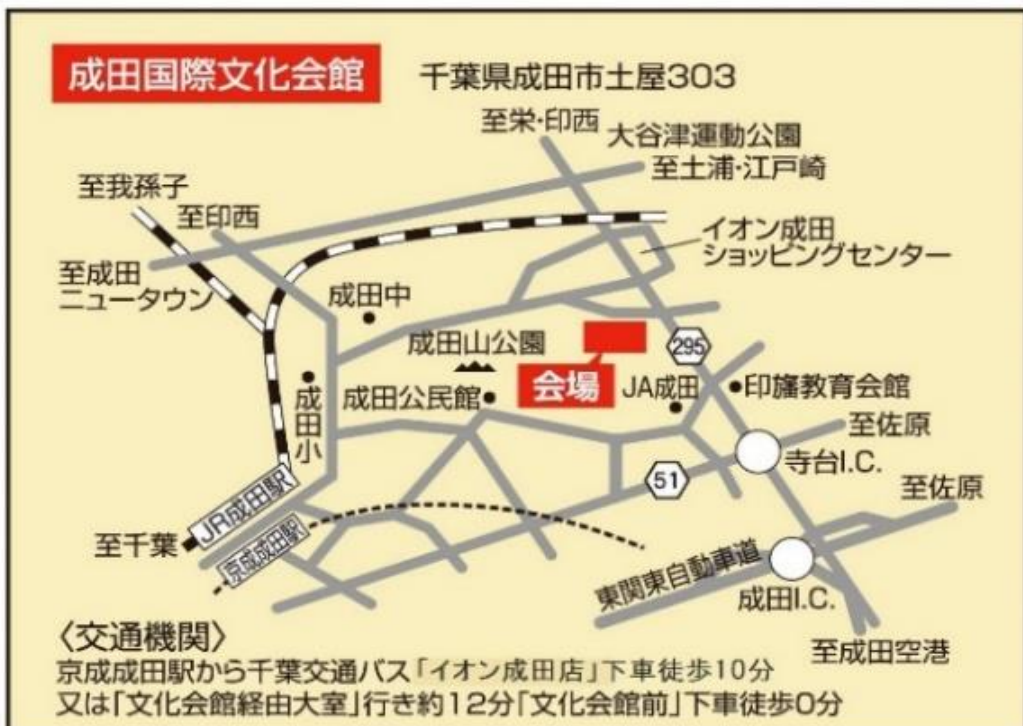 成田国際文化会館
千葉県成田市土屋303
至栄・印西
大谷津運動公園
至土浦・江戸崎
至我孫子
至印西
イオン成田
ショッピングセンター
至成田
ニュータウン
成田中
成田山公園
295
会場
JA成田
印旛教育会館
成田公民館
成田小
至佐原
寺台I.C.
51
至佐原
JR成田駅
至千葉
京成成田駅
東関東自動車道
成田I.C.
至成田空港
〈交通機関〉
京成成田駅から千葉交通バス「イオン成田店」下車徒歩10分
又は「文化会館経由大室」行き約12分「文化会館前」下車徒歩0分